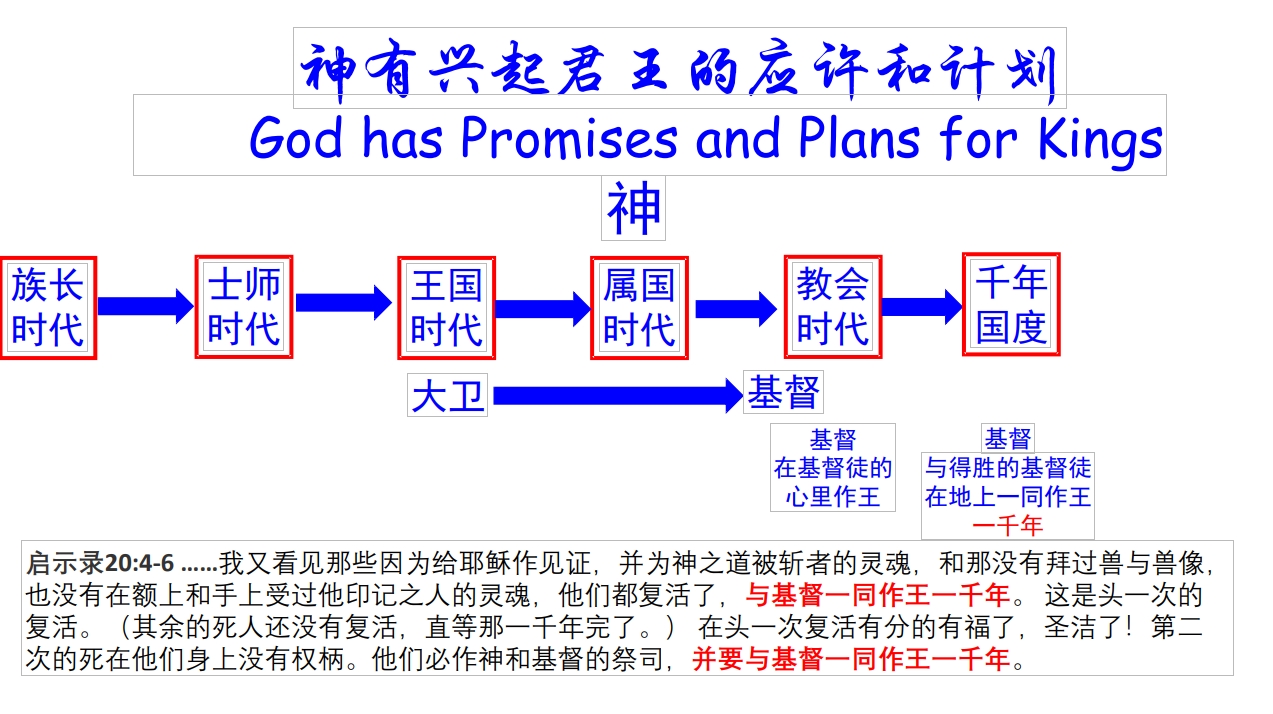 神有兴起君王的应许和计划
God has Promises and Plans for Kings
神
族长
时代
士师
时代
王国
时代
属国
时代
教会
时代
千年
国度
大卫
基督
基督
在基督徒的
心里作王
基督
与得胜的基督徒
在地上一同作王
一千年
启示录20:4-6 ……我又看见那些因为给耶稣作见证，并为神之道被斩者的灵魂，和那没有拜过兽与兽像，
也没有在额上和手上受过他印记之人的灵魂，他们都复活了，与基督一同作王一千年。 这是头一次的
复活。（其余的死人还没有复活，直等那一千年完了。） 在头一次复活有分的有福了，圣洁了！第二
次的死在他们身上没有权柄。他们必作神和基督的祭司，并要与基督一同作王一千年。